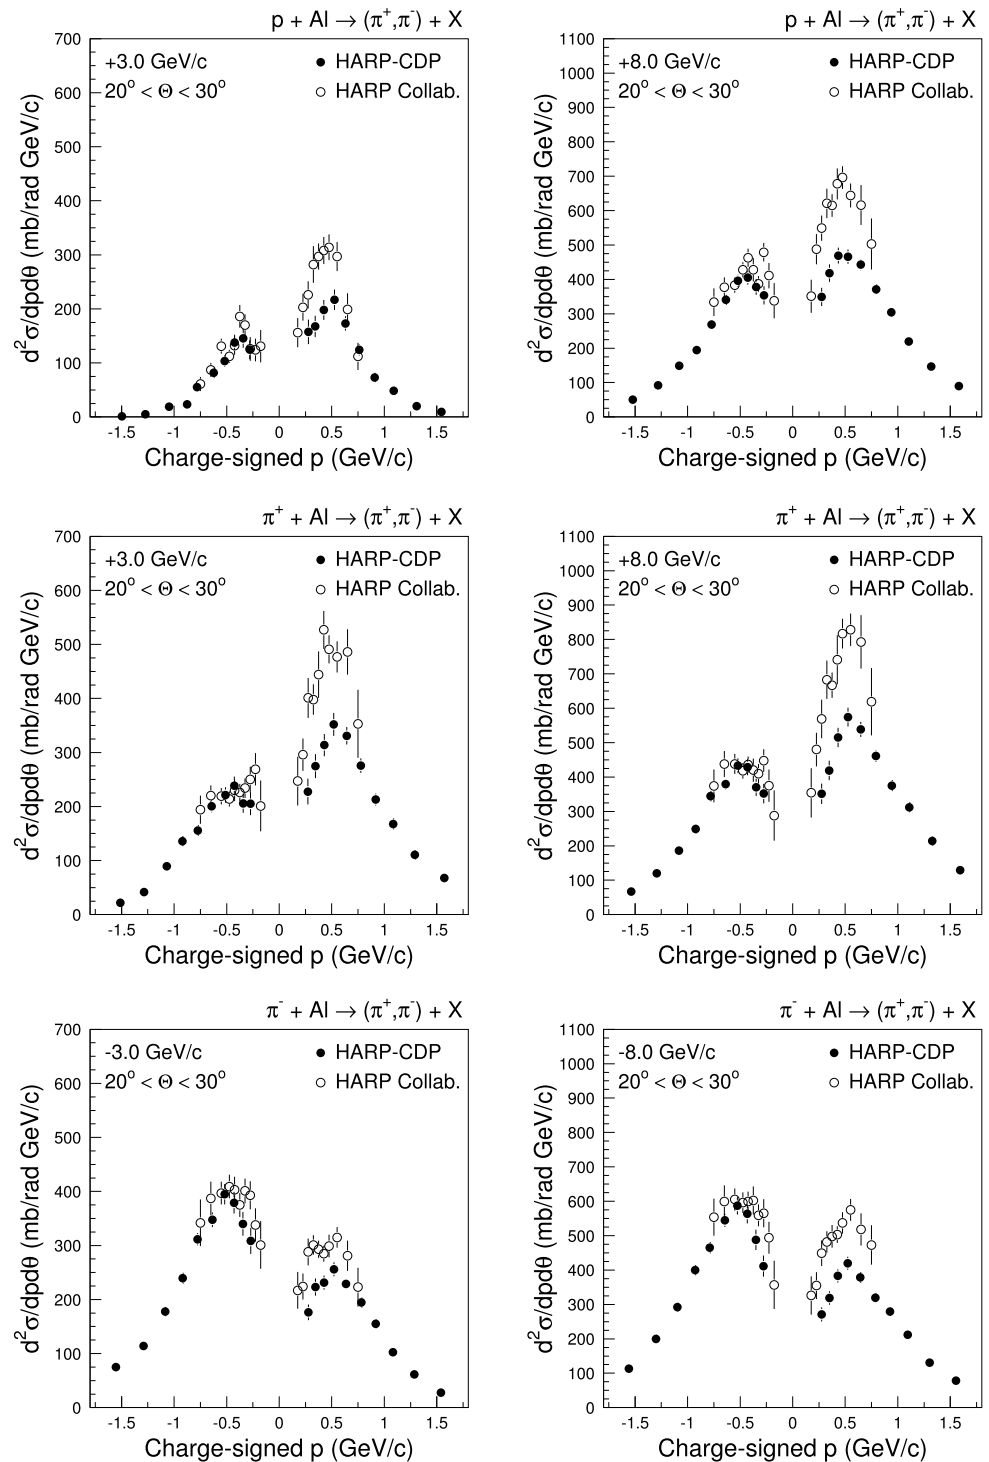 p + Al → (π⁺,π⁻) + X
+3.0 GeV/c
20° < Θ < 30°
HARP-CDP
HARP Collab.
d²σ/dpdθ (mb/rad GeV/c)
700
600
500
400
300
200
100
0
-1.5 -1 -0.5 0 0.5 1 1.5
Charge-signed p (GeV/c)
p + Al → (π⁺,π⁻) + X
+8.0 GeV/c
20° < Θ < 30°
HARP-CDP
HARP Collab.
d²σ/dpdθ (mb/rad GeV/c)
1100
1000
900
800
700
600
500
400
300
200
100
0
-1.5 -1 -0.5 0 0.5 1 1.5
Charge-signed p (GeV/c)
π⁺ + Al → (π⁺,π⁻) + X
+3.0 GeV/c
20° < Θ < 30°
HARP-CDP
HARP Collab.
d²σ/dpdθ (mb/rad GeV/c)
700
600
500
400
300
200
100
0
-1.5 -1 -0.5 0 0.5 1 1.5
Charge-signed p (GeV/c)
π⁺ + Al → (π⁺,π⁻) + X
+8.0 GeV/c
20° < Θ < 30°
HARP-CDP
HARP Collab.
d²σ/dpdθ (mb/rad GeV/c)
1100
1000
900
800
700
600
500
400
300
200
100
0
-1.5 -1 -0.5 0 0.5 1 1.5
Charge-signed p (GeV/c)
π⁻ + Al → (π⁺,π⁻) + X
-3.0 GeV/c
20° < Θ < 30°
HARP-CDP
HARP Collab.
d²σ/dpdθ (mb/rad GeV/c)
700
600
500
400
300
200
100
0
-1.5 -1 -0.5 0 0.5 1 1.5
Charge-signed p (GeV/c)
π⁻ + Al → (π⁺,π⁻) + X
-8.0 GeV/c
20° < Θ < 30°
HARP-CDP
HARP Collab.
d²σ/dpdθ (mb/rad GeV/c)
1100
1000
900
800
700
600
500
400
300
200
100
0
-1.5 -1 -0.5 0 0.5 1 1.5
Charge-signed p (GeV/c)